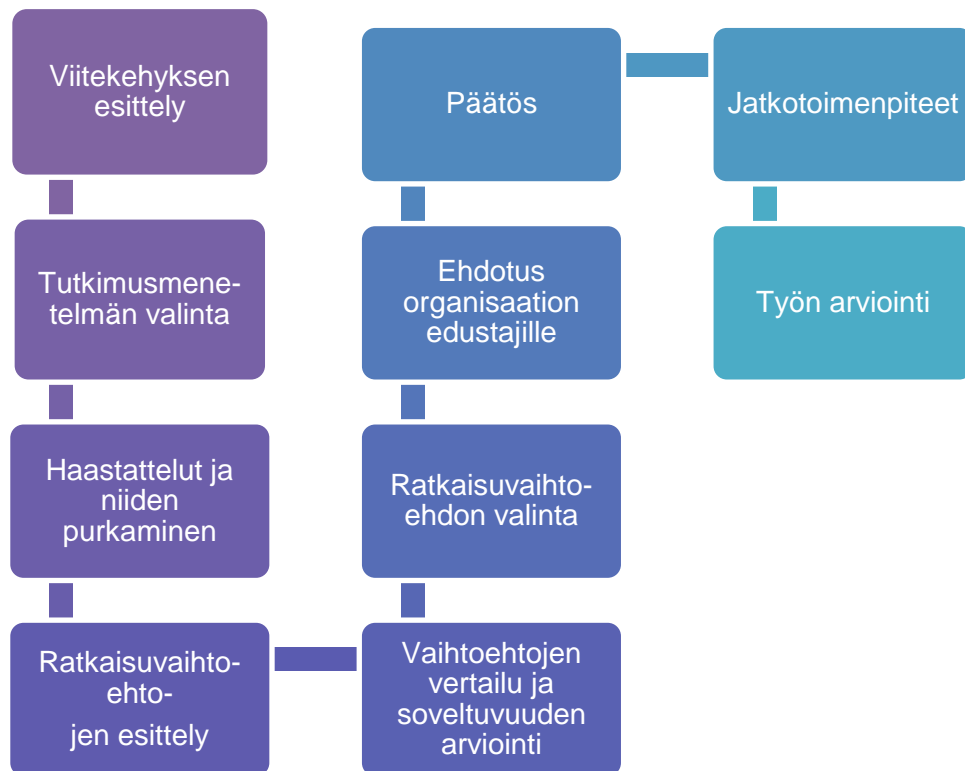 Viitekehyksen
esittely
Tutkimusmene-
telmän valinta
Haastattelut ja
niiden
purkaminen
Ratkaisuvaihto-
ehto-
jen esittely
Vaihtoehtojen
vertailu ja
soveltuvuuden
arviointi
Ratkaisuvaihto-
ehdon valinta
Ehdotus
organisaation
edustajille
Päätös
Jatkotoimenpiteet
Työn arviointi